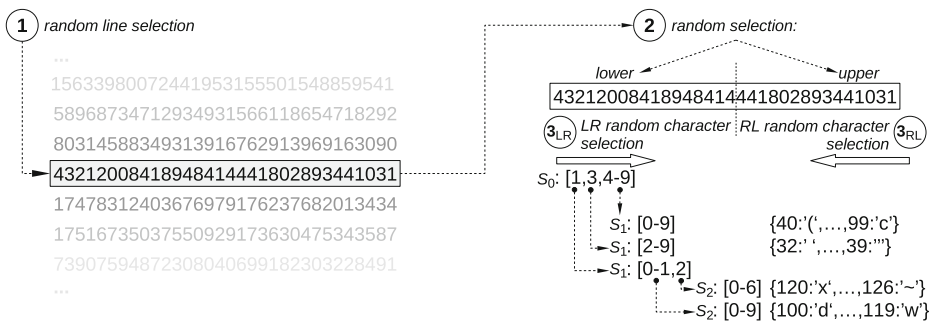 1 random line selection
...
15633980072441953155501548859541
58968734712934931566118654718292
80314588349313916762913969163090
43212008418948414441802893441031
17478312403676979176237682013434
17516735037550929173630475343587
73907594872308040699182303228491
...
2 random selection:
lower upper
43212008418948414441802893441031
3LR LR random character selection
RL random character selection 3RL
S0: [1,3,4-9]
S1: [0-9] {40:’(‘,…,99:’c’}
S1: [2-9] {32:’ ‘,…,39:’’’}
S1: [0-1,2]
S2: [0-6] {120:’x‘,…,126:’~’}
S2: [0-9] {100:’d‘,…,119:’w’}